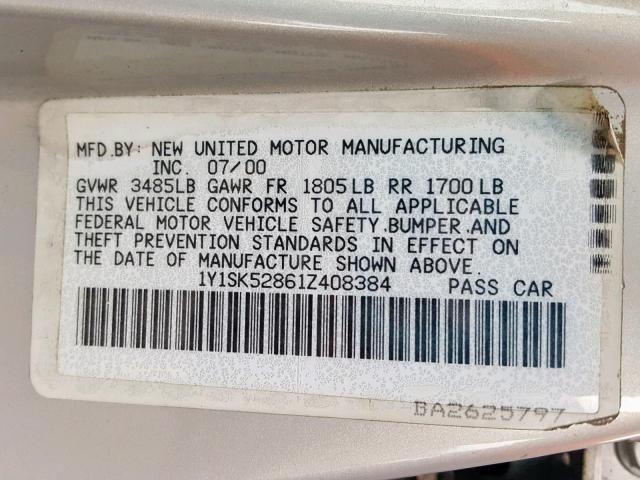 MFD.BY: NEW UNITED MOTOR MANUFACTURING
INC. 07/00
GVWR 3485LB GAWR FR 1805LB RR 1700LB
THIS VEHICLE CONFORMS TO ALL APPLICABLE
FEDERAL MOTOR VEHICLE SAFETY.BUMPER.AND
THEFT PREVENTION STANDARDS IN EFFECT ON
THE DATE OF MANUFACTURE SHOWN ABOVE.
1Y1SK52861Z408384 PASS CAR
BA2625797